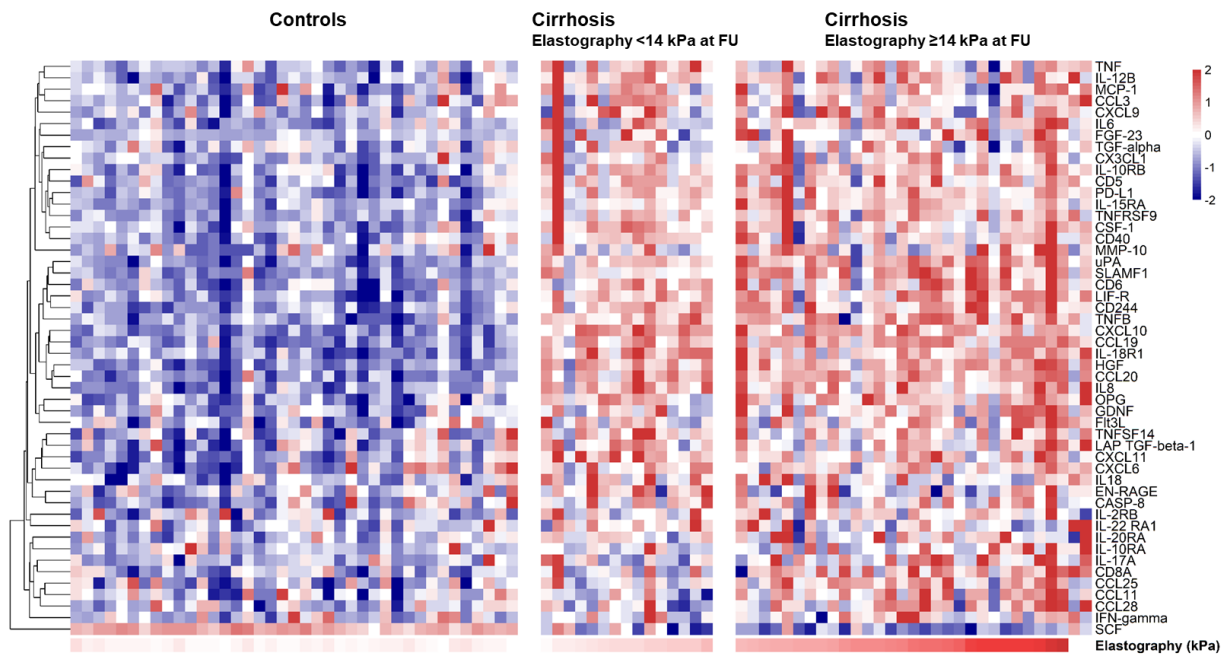 Controls
Cirrhosis
Elastography <14 kPa at FU
Cirrhosis
Elastography ≥14 kPa at FU
TNF
IL-12B
MCP-1
CCL3
CXCL9
IL6
FGF-23
TGF-alpha
CX3CL1
IL-10RB
CD5
PD-L1
IL-15RA
TNFRSF9
CSF-1
CD40
MMP-10
uPA
SLAMF1
CD6
LIF-R
CD244
TNFB
CXCL10
CCL19
IL-18R1
HGF
CCL20
IL8
OPG
GDNF
Flt3L
TNFSF14
LAP TGF-beta-1
CXCL11
CXCL6
IL18
EN-RAGE
CASP-8
IL-2RB
IL-22 RA1
IL-20RA
IL-10RA
IL-17A
CD8A
CCL25
CCL11
CCL28
IFN-gamma
SCF
Elastography (kPa)
2
1
0
-1
-2